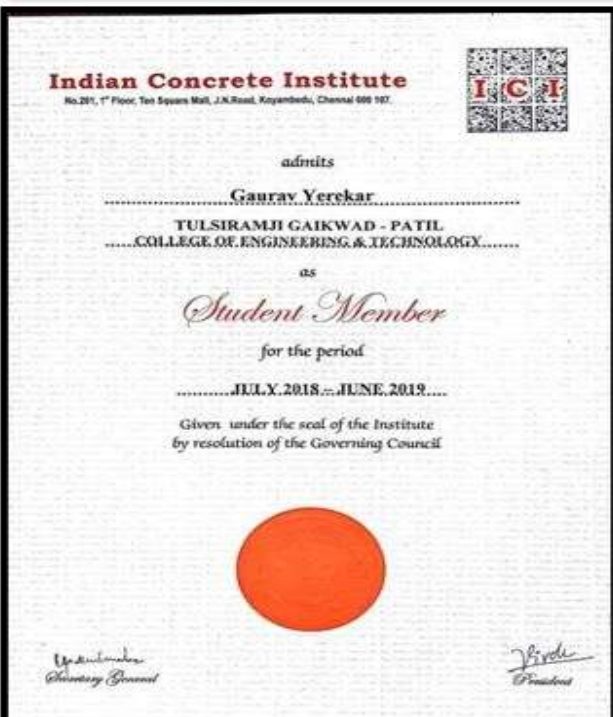 Indian Concrete Institute
No.201, 1st Floor, Ten Square Mall, J.N.Road, Koyambedu, Chennai 600 107.
I C I
admits
Gaurav Yerekar
TULSIRAMJI GAIKWAD - PATIL
COLLEGE OF ENGINEERING & TECHNOLOGY
as
Student Member
for the period
JULY 2018 – JUNE 2019
Given under the seal of the Institute
by resolution of the Governing Council
Secretary General
President